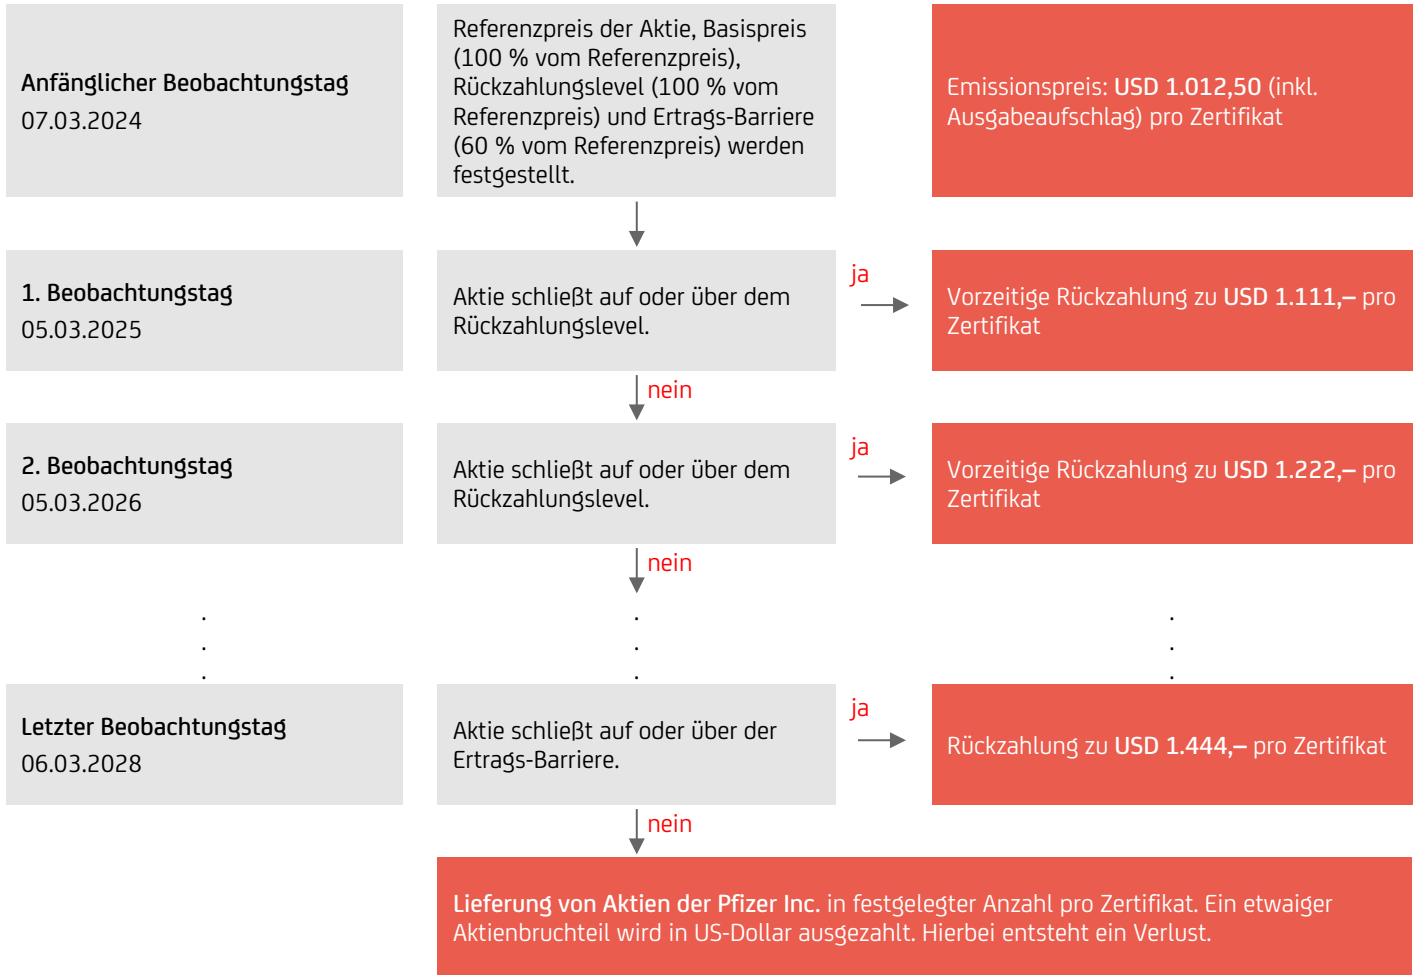 Anfänglicher Beobachtungstag
07.03.2024
Referenzpreis der Aktie, Basispreis
(100 % vom Referenzpreis),
Rückzahlungslevel (100 % vom
Referenzpreis) und Ertrags-Barriere
(60 % vom Referenzpreis) werden
festgestellt.
Emissionspreis: USD 1.012,50 (inkl.
Ausgabeaufschlag) pro Zertifikat
1. Beobachtungstag
05.03.2025
Aktie schließt auf oder über dem
Rückzahlungslevel.
ja
Vorzeitige Rückzahlung zu USD 1.111,– pro
Zertifikat
nein
2. Beobachtungstag
05.03.2026
Aktie schließt auf oder über dem
Rückzahlungslevel.
ja
Vorzeitige Rückzahlung zu USD 1.222,– pro
Zertifikat
nein
Letzter Beobachtungstag
06.03.2028
Aktie schließt auf oder über der
Ertrags-Barriere.
ja
Rückzahlung zu USD 1.444,– pro Zertifikat
nein
Lieferung von Aktien der Pfizer Inc. in festgelegter Anzahl pro Zertifikat. Ein etwaiger
Aktienbruchteil wird in US-Dollar ausgezahlt. Hierbei entsteht ein Verlust.